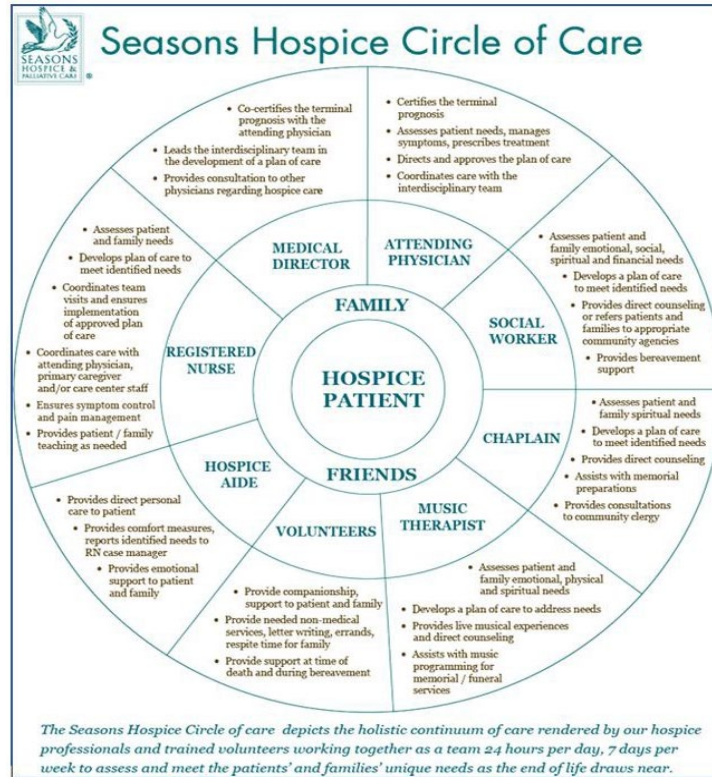 SEASONS
HOSPICE &
PALLIATIVE CARE
®
Seasons Hospice Circle of Care
• Co-certifies the terminal
prognosis with the
attending physician
• Leads the interdisciplinary team
in the development of a plan of care
• Provides consultation to other
physicians regarding hospice care
• Certifies the terminal
prognosis
• Assesses patient needs, manages
symptoms, prescribes treatment
• Directs and approves the plan of care
• Coordinates care with the
interdisciplinary team
MEDICAL
DIRECTOR
ATTENDING
PHYSICIAN
• Assesses patient
and family needs
• Develops plan of care to
meet identified needs
• Coordinates team
visits and ensures
implementation
of approved plan
of care
• Coordinates care with
attending physician,
primary caregiver
and/or care center staff
• Ensures symptom control
and pain management
• Provides patient / family
teaching as needed
REGISTERED
NURSE
FAMILY
HOSPICE
PATIENT
FRIENDS
SOCIAL
WORKER
• Assesses patient and
family emotional, social,
spiritual and financial needs
• Develops a plan of care
to meet identified needs
• Provides direct counseling
or refers patients and
families to appropriate
community agencies
• Provides bereavement
support
CHAPLAIN
• Assesses patient and
family spiritual needs
• Develops a plan of care
to meet identified needs
• Provides direct counseling
• Assists with memorial
preparations
• Provides consultations
to community clergy
HOSPICE
AIDE
VOLUNTEERS
MUSIC
THERAPIST
• Provides direct personal
care to patient
• Provides comfort measures,
reports identified needs to
RN case manager
• Provides emotional
support to patient
and family
• Provide companionship,
support to patient and family
• Provide needed non-medical
services, letter writing, errands,
respite time for family
• Provide support at time of
death and during bereavement
• Assesses patient and
family emotional, physical
and spiritual needs
• Develops a plan of care to address needs
• Provides live musical experiences
and direct counseling
• Assists with music
programming for
memorial / funeral
services
The Seasons Hospice Circle of care depicts the holistic continuum of care rendered by our hospice
professionals and trained volunteers working together as a team 24 hours per day, 7 days per
week to assess and meet the patients' and families' unique needs as the end of life draws near.